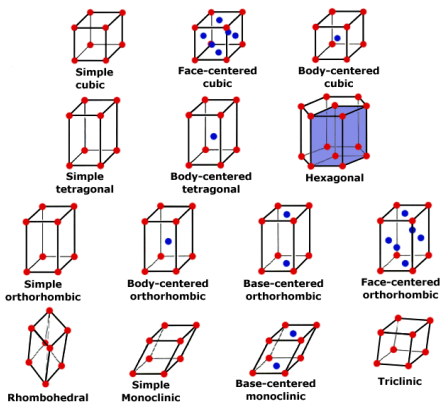 Simple
cubic
Face-centered
cubic
Body-centered
cubic
Simple
tetragonal
Body-centered
tetragonal
Hexagonal
Simple
orthorhombic
Body-centered
orthorhombic
Base-centered
orthorhombic
Face-centered
orthorhombic
Rhombohedral
Simple
Monoclinic
Base-centered
monoclinic
Triclinic